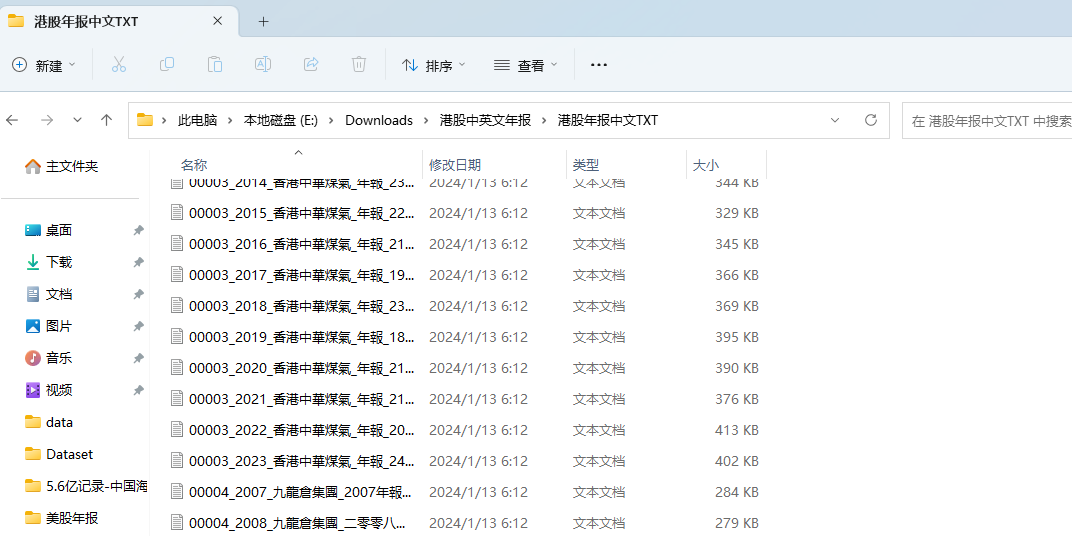 港股年报中文TXT
新建 排序 查看
此电脑 本地磁盘 (E:) Downloads 港股中英文年报 港股年报中文TXT 在 港股年报中文TXT 中搜索
主文件夹
桌面
下载
文档
图片
音乐
视频
data
Dataset
5.6亿记录-中国海
美股年报
名称 修改日期 类型 大小
00003_2014_香港中華煤氣_年報_23... 2024/1/13 6:12 文本文档 344 KB
00003_2015_香港中華煤氣_年報_22... 2024/1/13 6:12 文本文档 329 KB
00003_2016_香港中華煤氣_年報_21... 2024/1/13 6:12 文本文档 345 KB
00003_2017_香港中華煤氣_年報_19... 2024/1/13 6:12 文本文档 366 KB
00003_2018_香港中華煤氣_年報_23... 2024/1/13 6:12 文本文档 369 KB
00003_2019_香港中華煤氣_年報_18... 2024/1/13 6:12 文本文档 395 KB
00003_2020_香港中華煤氣_年報_21... 2024/1/13 6:12 文本文档 390 KB
00003_2021_香港中華煤氣_年報_21... 2024/1/13 6:12 文本文档 376 KB
00003_2022_香港中華煤氣_年報_20... 2024/1/13 6:12 文本文档 413 KB
00003_2023_香港中華煤氣_年報_24... 2024/1/13 6:12 文本文档 402 KB
00004_2007_九龍倉集團_2007年報... 2024/1/13 6:12 文本文档 284 KB
00004_2008_九龍倉集團_二零零八... 2024/1/13 6:12 文本文档 279 KB